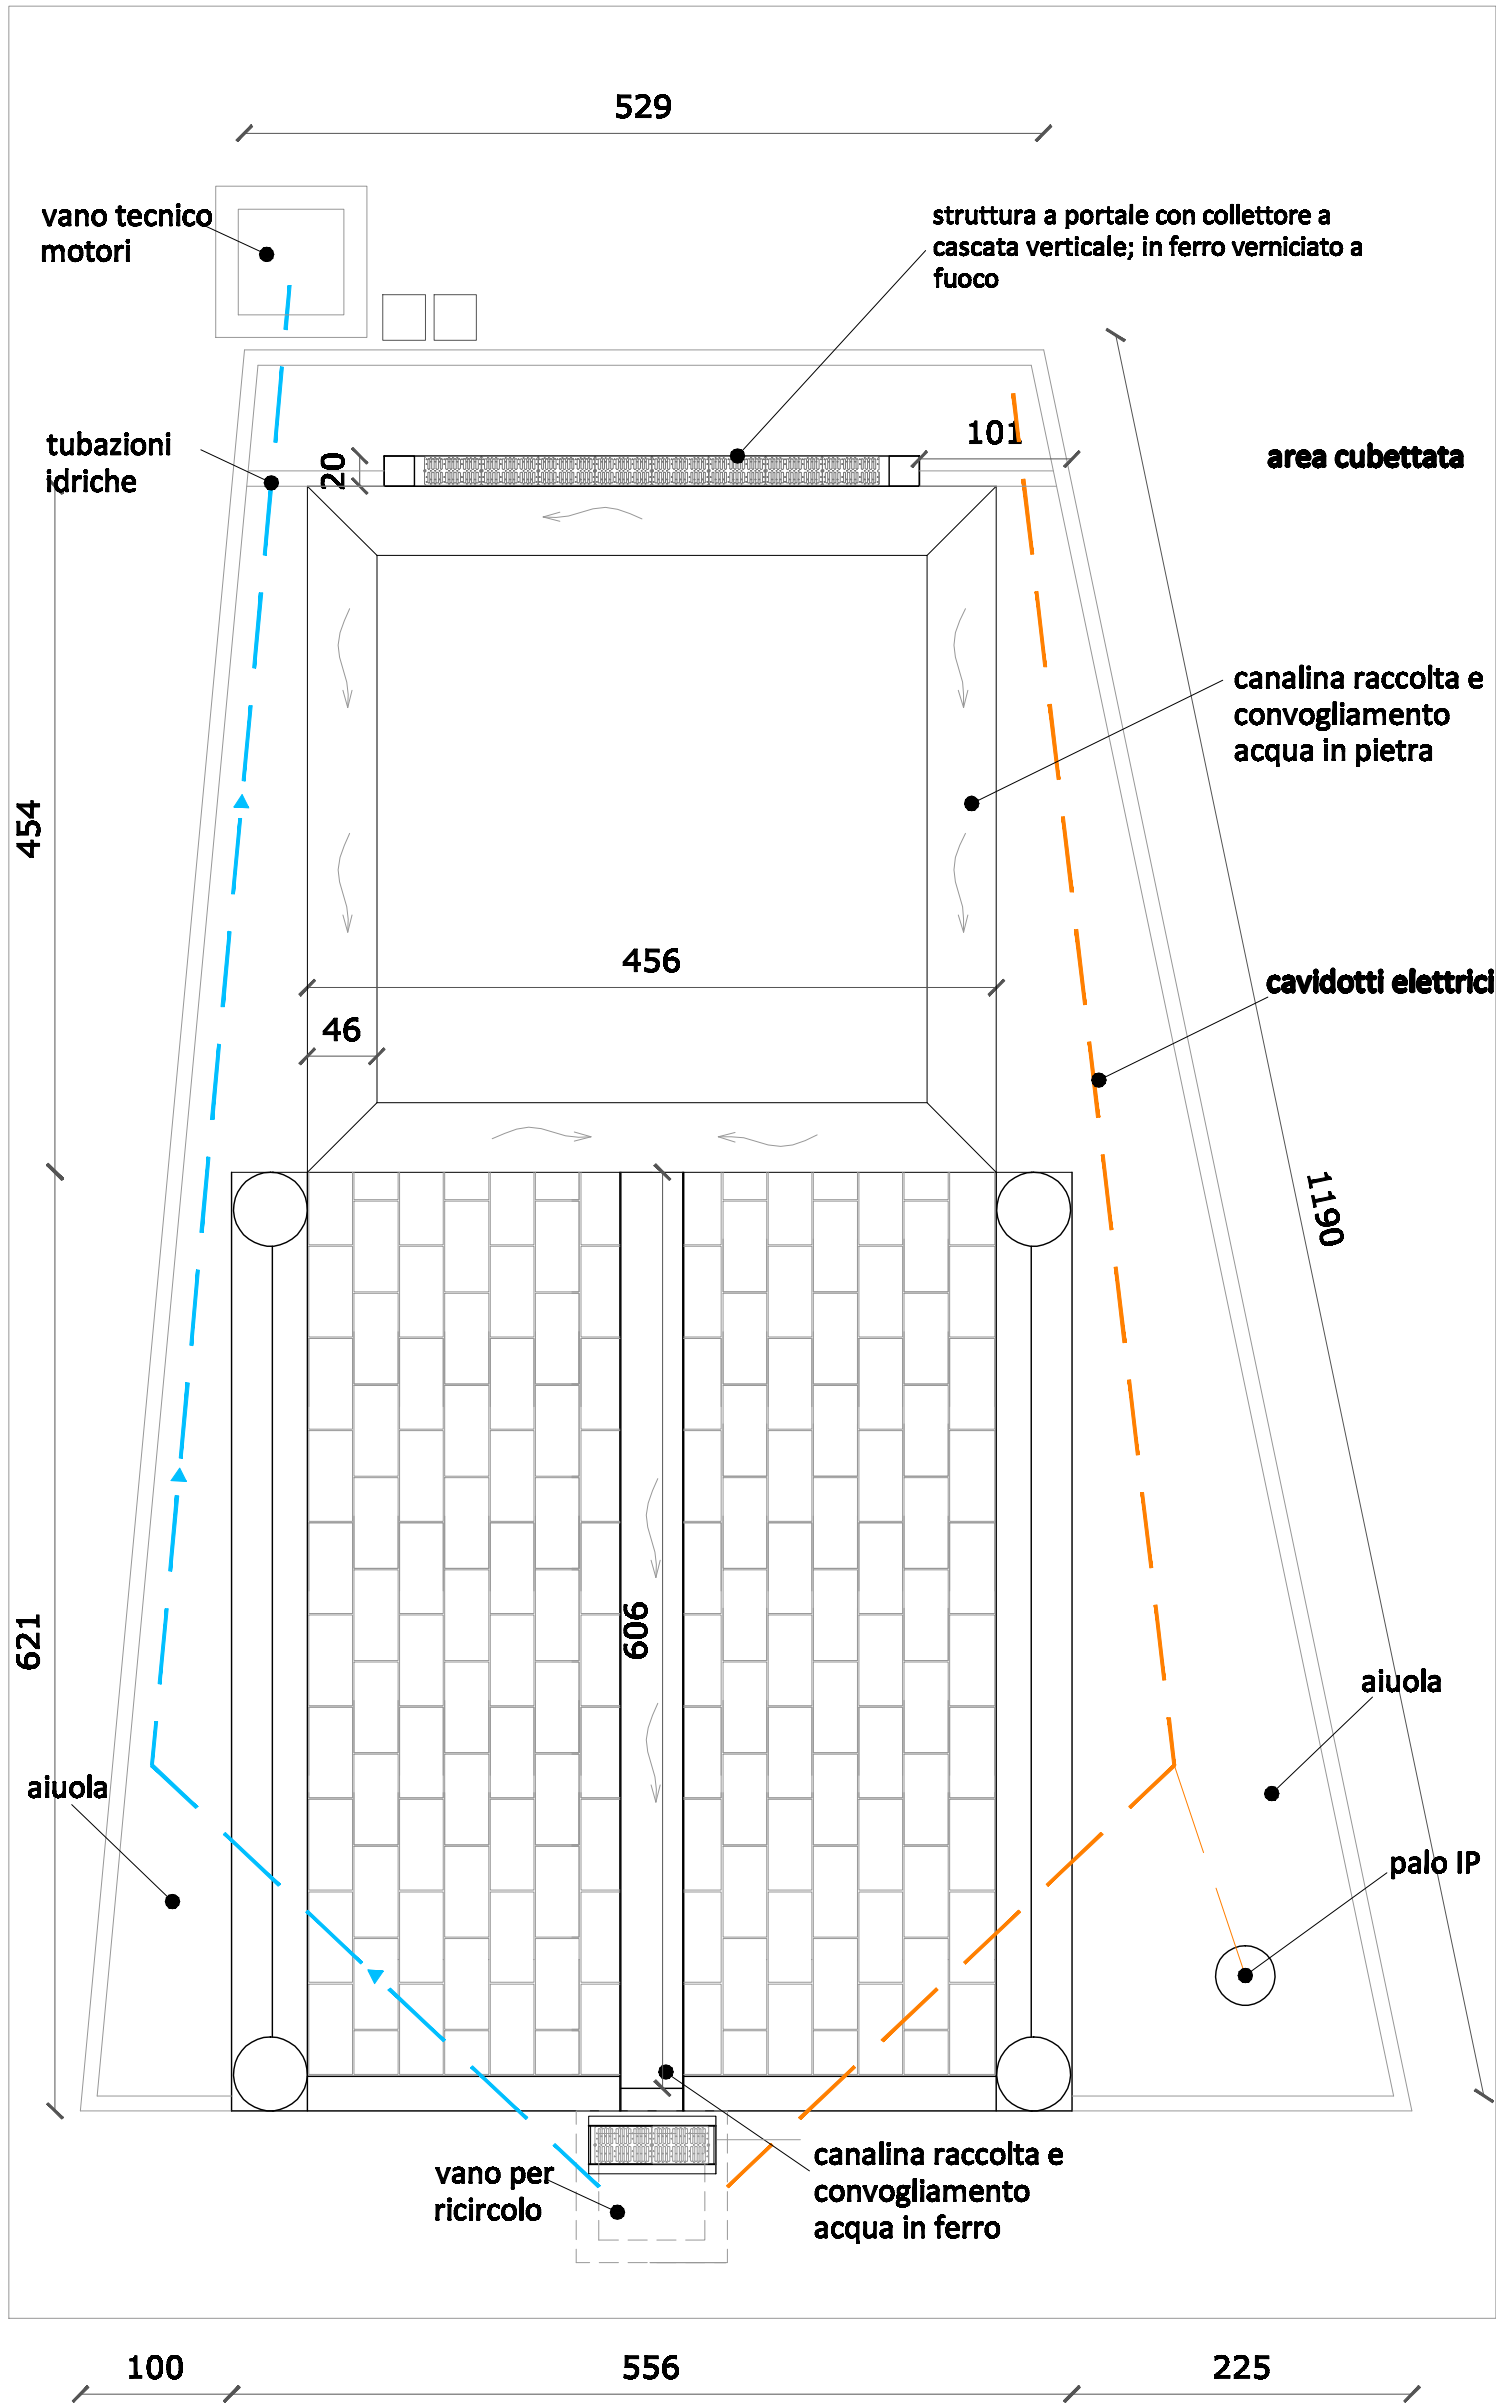 529
vano tecnico
motori
struttura a portale con collettore a
cascata verticale; in ferro verniciato a
fuoco
tubazioni
idriche
20
101
area cubettata
canalina raccolta e
convogliamento
acqua in pietra
454
456
cavidotti elettrici
46
1190
621
606
aiuola
aiuola
palo IP
vano per
ricircolo
canalina raccolta e
convogliamento
acqua in ferro
100
556
225